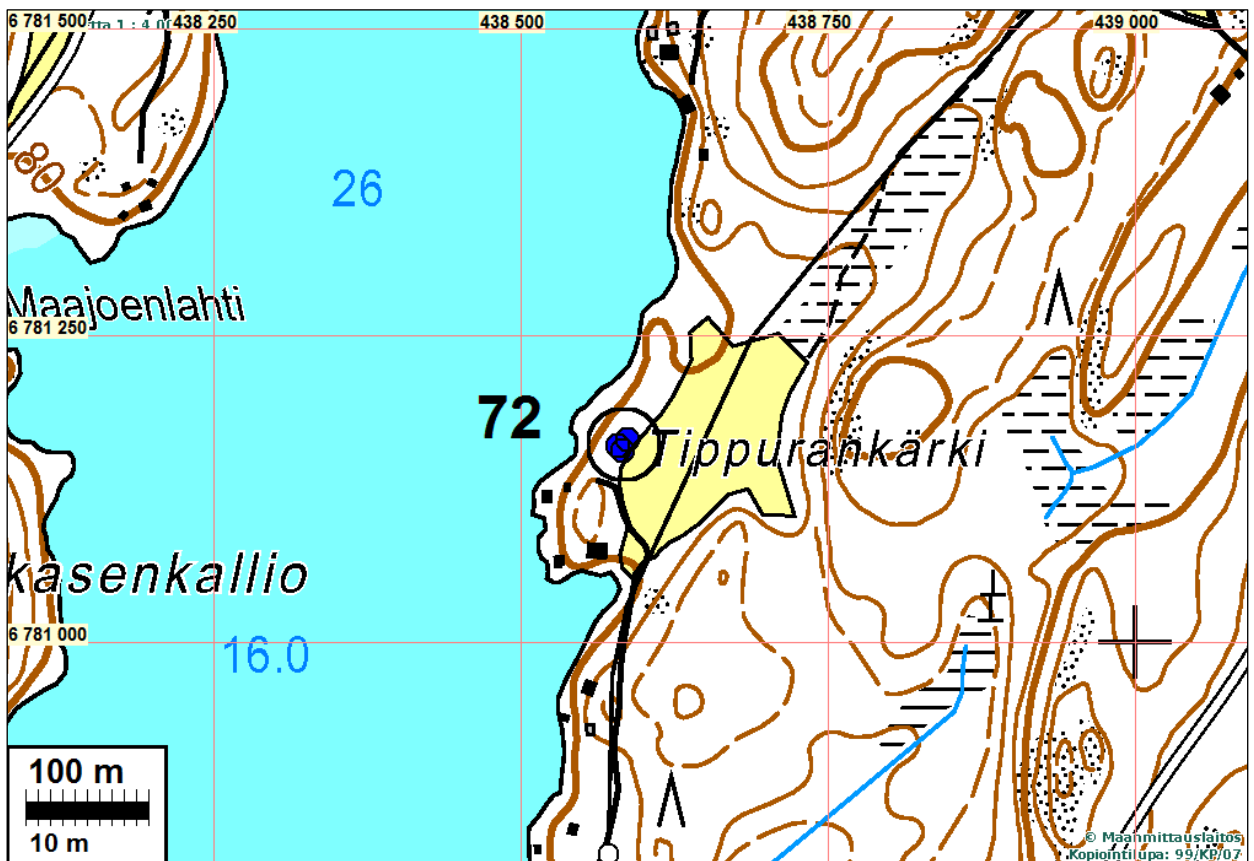 6 781 500
438 250
438 500
438 750
439 000
80
26
Maajoenlahti
6 781 250
72
Tippurankärki
kasenkallio
6 781 000
16.0
100 m
10 m
© Maanmittauslaitos
Kopiointilupa: 99/KP/07